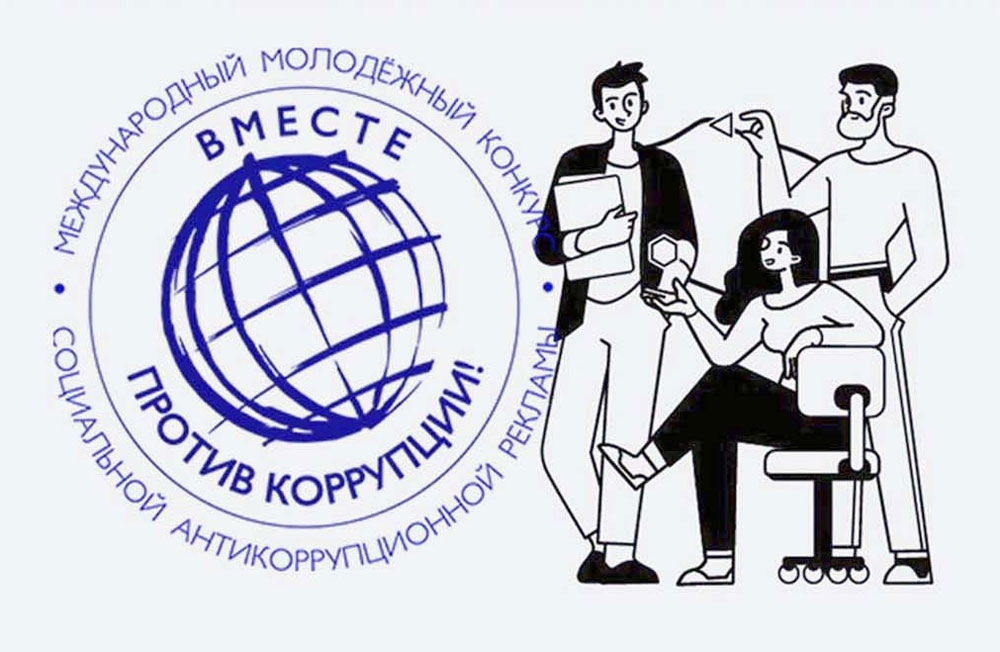 МЕЖДУНАРОДНЫЙ МОЛОДЁЖНЫЙ КОНКУРС
ВМЕСТЕ
ПРОТИВ КОРРУПЦИИ!
СОЦИАЛЬНОЙ АНТИКОРРУПЦИОННОЙ РЕКЛАМЫ